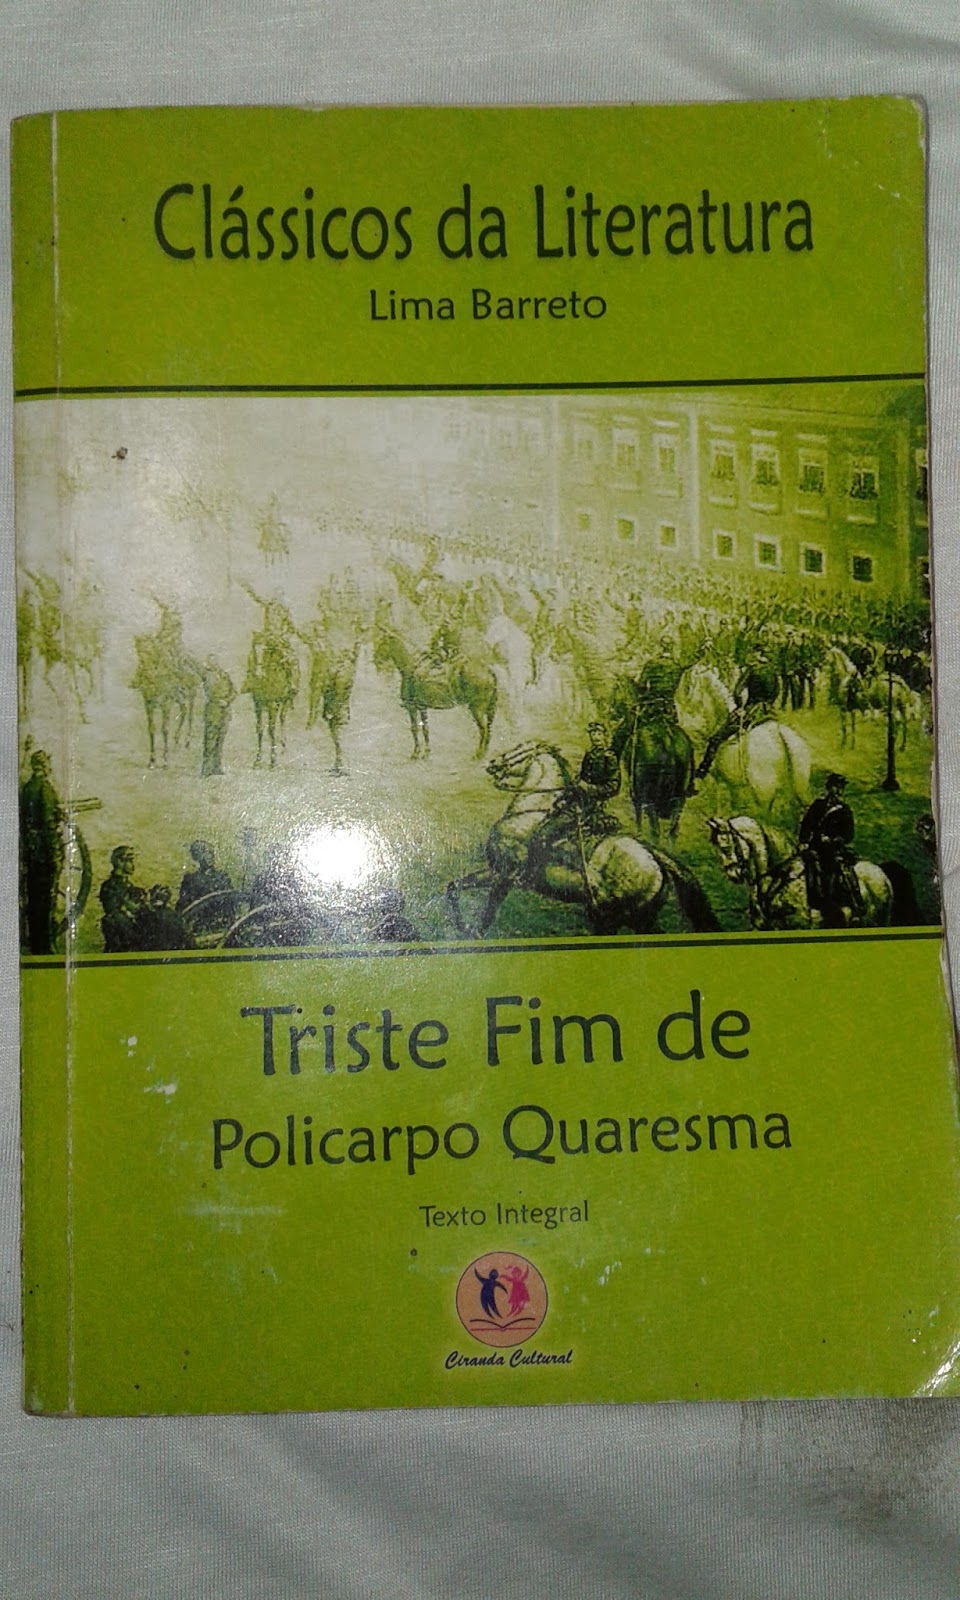 Clássicos da Literatura
Lima Barreto
Triste Fim de
Policarpo Quaresma
Texto Integral
Ciranda Cultural